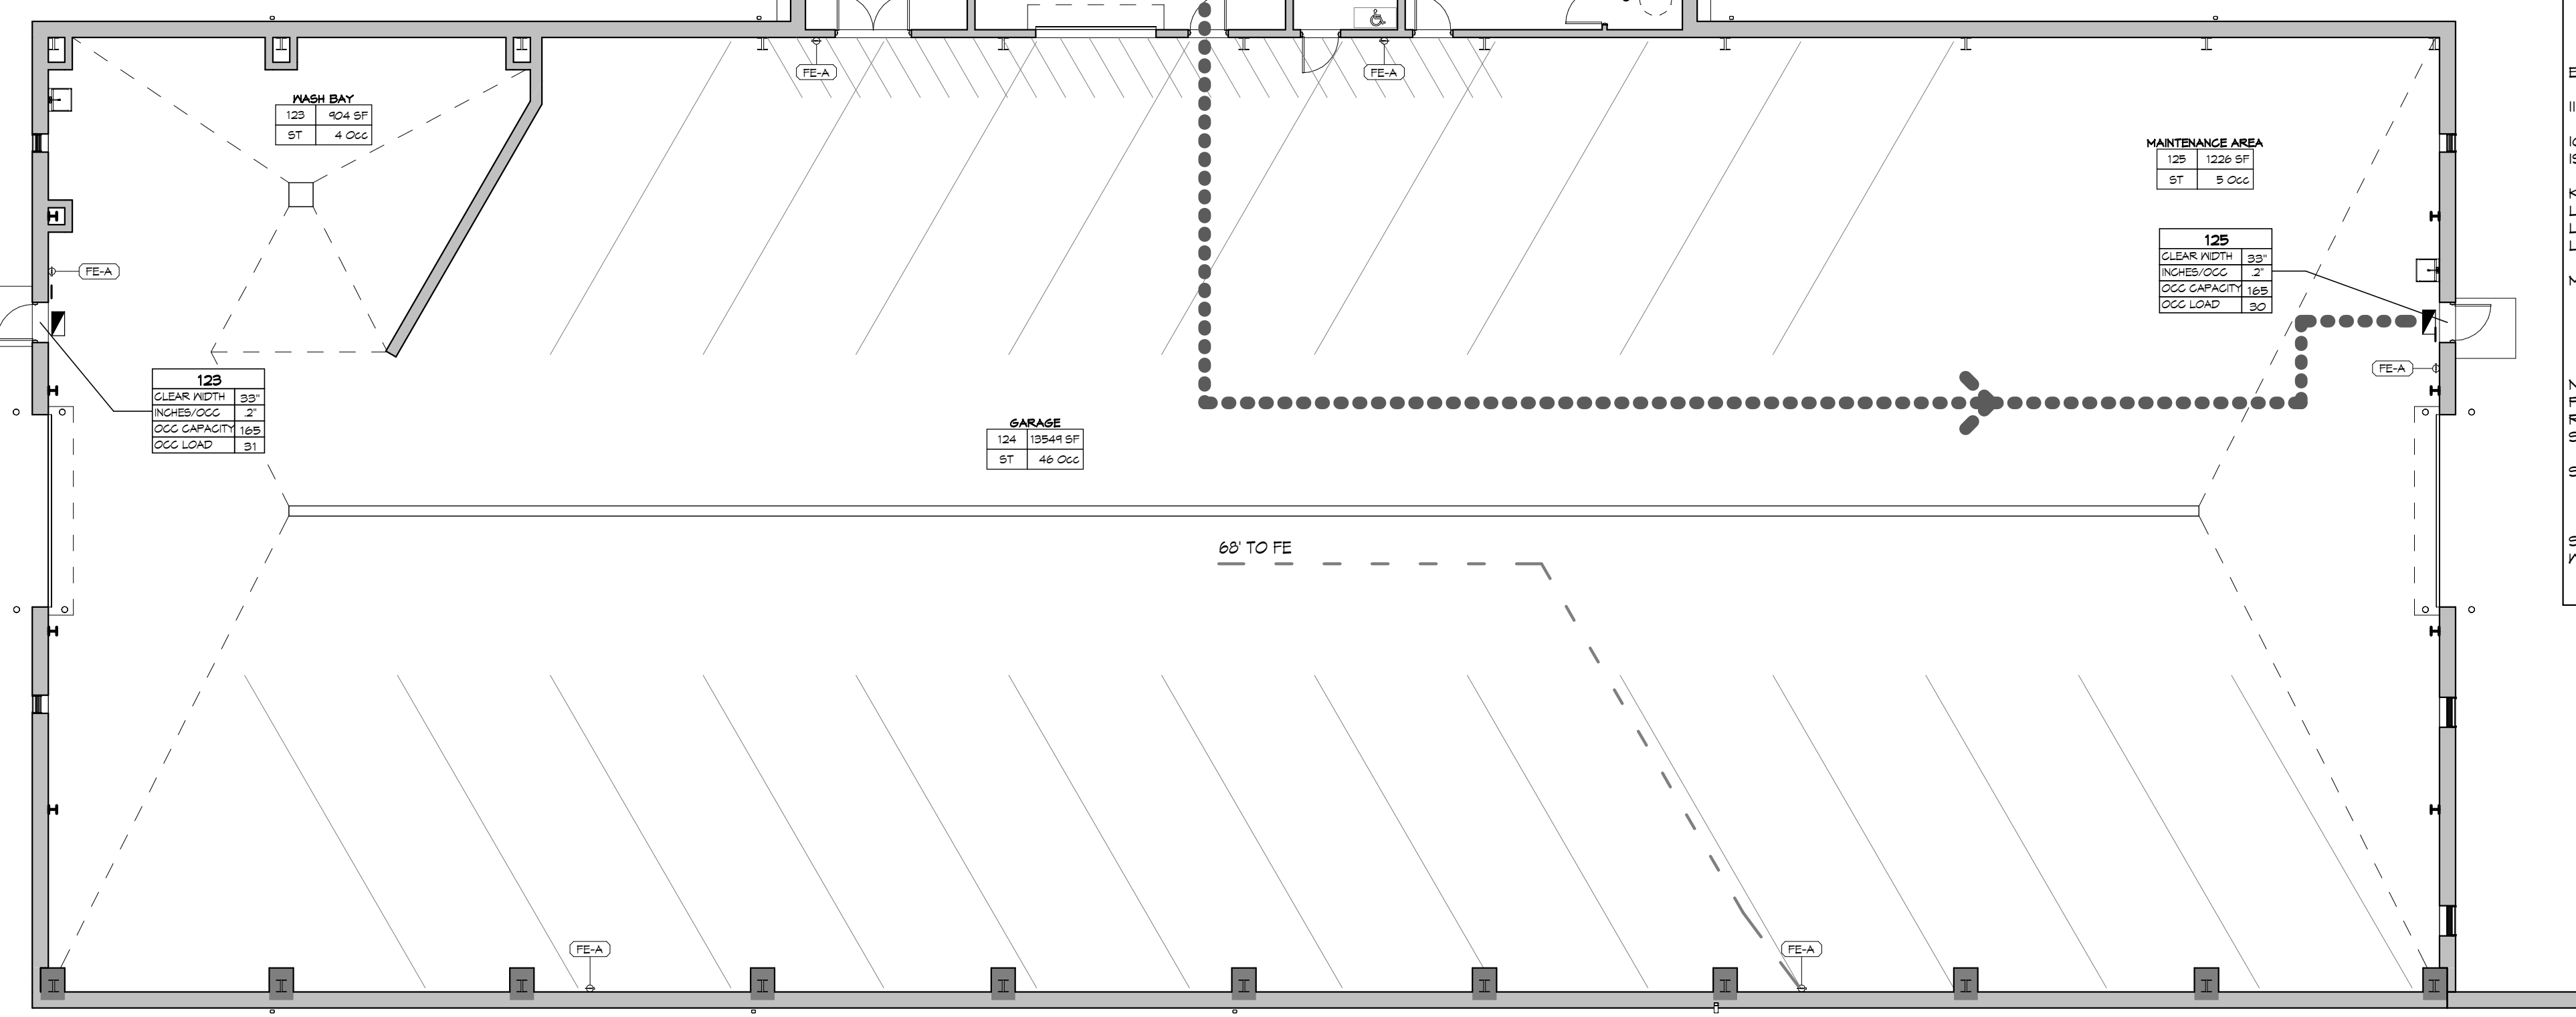 FE-A
FE-A
WASH BAY
123 904 SF
ST 4 Occ
MAINTENANCE AREA
125 1226 SF
ST 5 Occ
125
CLEAR WIDTH 33"
INCHES/OCC .2"
OCC CAPACITY 165
OCC LOAD 30
FE-A
FE-A
123
CLEAR WIDTH 33"
INCHES/OCC .2"
OCC CAPACITY 165
OCC LOAD 31
GARAGE
124 13549 SF
ST 46 Occ
68' TO FE
FE-A
FE-A